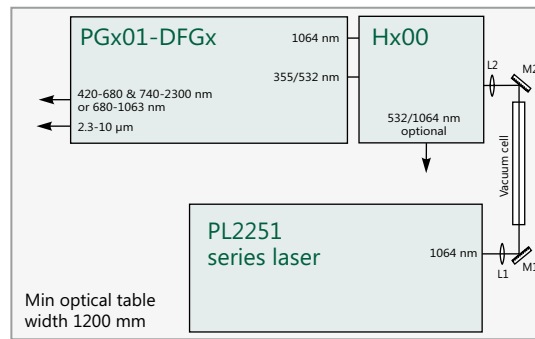 PGx01-DFGx
1064 nm
355/532 nm
420-680 & 740-2300 nm
or 680-1063 nm
2.3-10 µm
Hx00
532/1064 nm
optional
L2
M2
Vacuum cell
PL2251
series laser
1064 nm
L1
M1
Min optical table
width 1200 mm